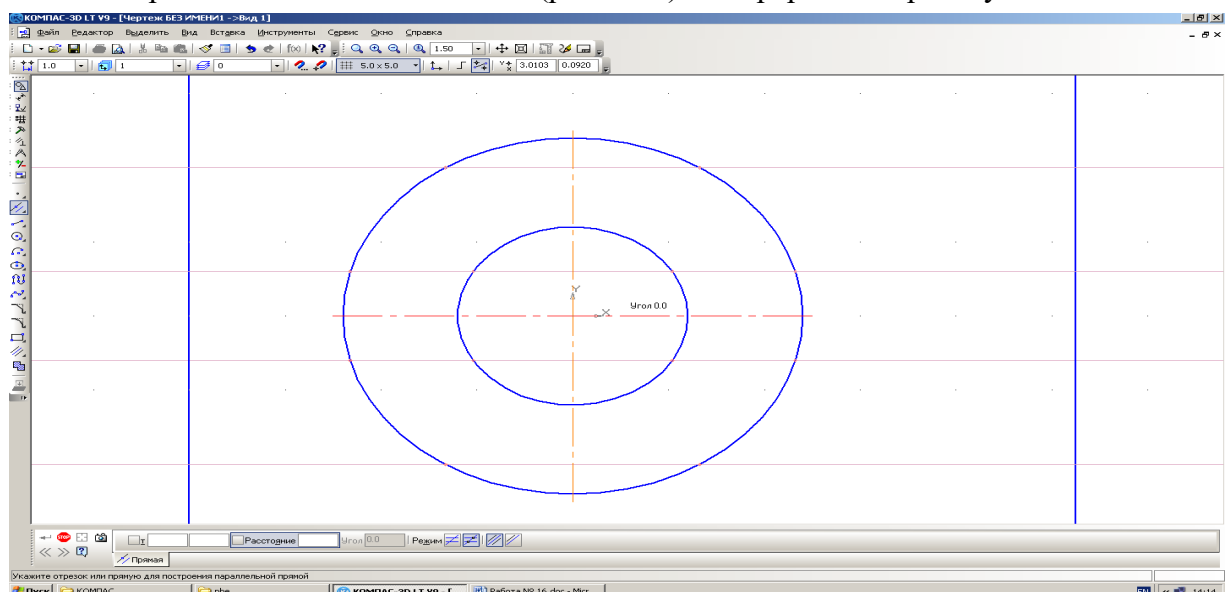 КОМПАС-3D LT V9 - [Чертеж БЕЗ ИМЕНИ1 ->Вид 1]
Файл Редактор Выделить Вид Вставка Инструменты Сервис Окно Справка
f(x) 1.50
1.0 1 0 5.0 x 5.0 3.0103 0.0920
Y
X
Угол 0.0
T Расстояние Угол 0.0 Режим
Прямая
Укажите отрезок или прямую для построения параллельной прямой
Пуск КОМПАС phe КОМПАС-3D LT V9 - [ Работа № 16.doc - Micr... EN 14:14